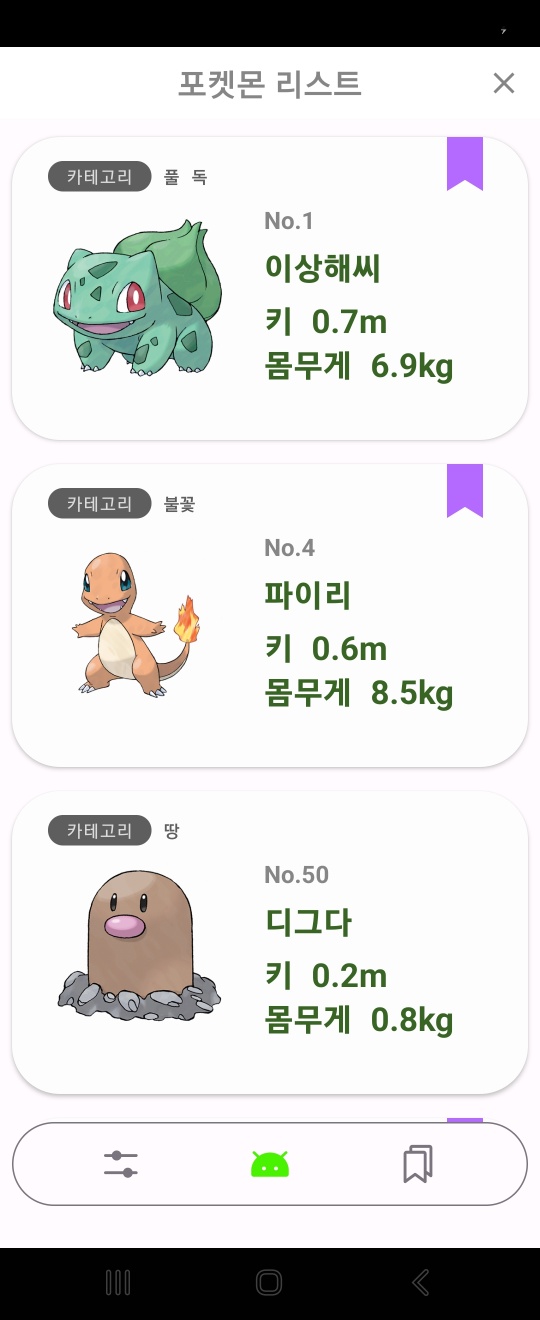 포켓몬 리스트
카테고리 풀 독
No.1
이상해씨
키 0.7m
몸무게 6.9kg
카테고리 불꽃
No.4
파이리
키 0.6m
몸무게 8.5kg
카테고리 땅
No.50
디그다
키 0.2m
몸무게 0.8kg